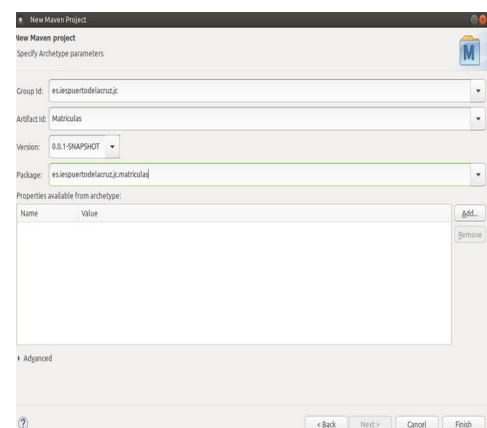 New Maven Project
New Maven project
Specify Archetype parameters
M
Group Id: es.iespuertodelacruz.jc
Artifact Id: Matriculas
Version: 0.0.1-SNAPSHOT
Package: es.iespuertodelacruz.jc.matriculas
Properties available from archetype:
Name Value
Add...
Remove
Advanced
? < Back Next > Cancel Finish